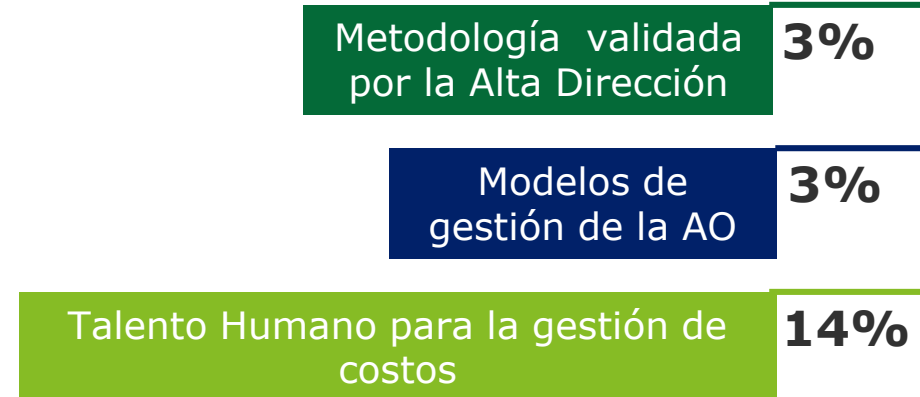 Metodología validada
por la Alta Dirección
3%
Modelos de
gestión de la AO
3%
Talento Humano para la gestión de
costos
14%